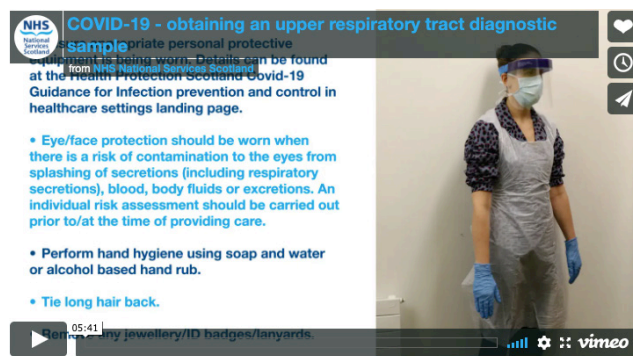 NHS
National
Services
Scotland
COVID-19 - obtaining an upper respiratory tract diagnostic
sample
from NHS National Services Scotland
personal protective
equipment is being worn. Details can be found
at the Health Protection Scotland Covid-19
Guidance for Infection prevention and control in
healthcare settings landing page.
• Eye/face protection should be worn when
there is a risk of contamination to the eyes from
splashing of secretions (including respiratory
secretions), blood, body fluids or excretions. An
individual risk assessment should be carried out
prior to/at the time of providing care.
• Perform hand hygiene using soap and water
or alcohol based hand rub.
• Tie long hair back.
05:41
• Remove any jewellery/ID badges/lanyards.
vimeo